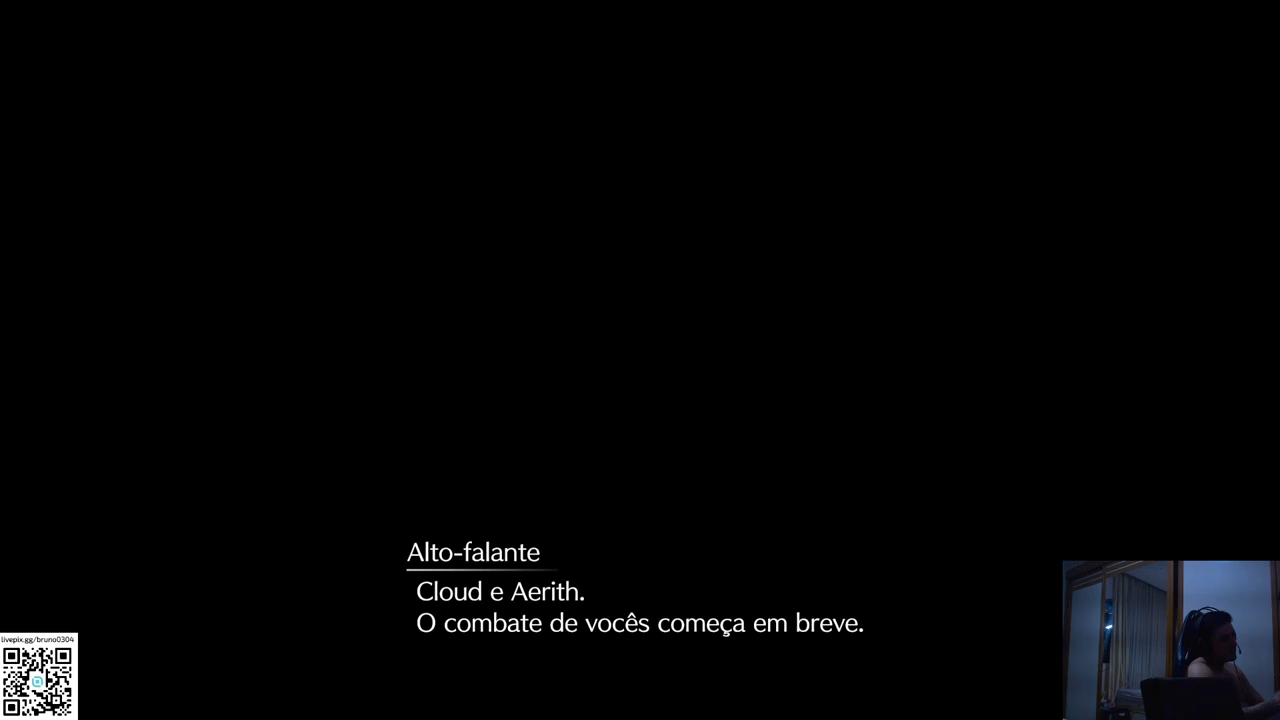 Alto-falante
Cloud e Aerith.
O combate de vocês começa em breve.
livepix.gg/bruno0304